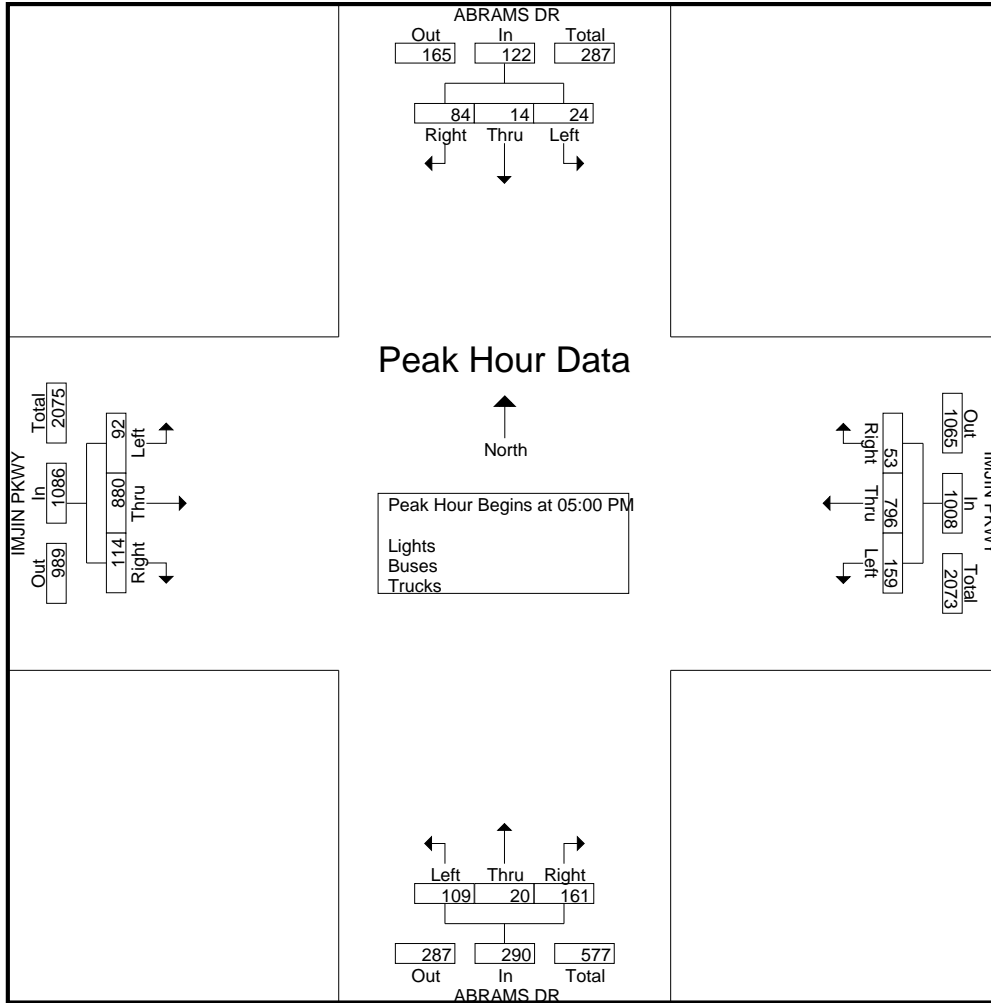 ABRAMS DR
Out In Total
165 122 287
84 14 24
Right Thru Left
Peak Hour Data
North
Peak Hour Begins at 05:00 PM
Lights
Buses
Trucks
IMJIN PKWY
Total In Out
2075 1086 989
92 880 114
Left Thru Right
Right Thru Left
53 796 159
Out In Total
1065 1008 2073
IMJIN PKWY
Left Thru Right
109 20 161
287 290 577
Out In Total
ABRAMS DR